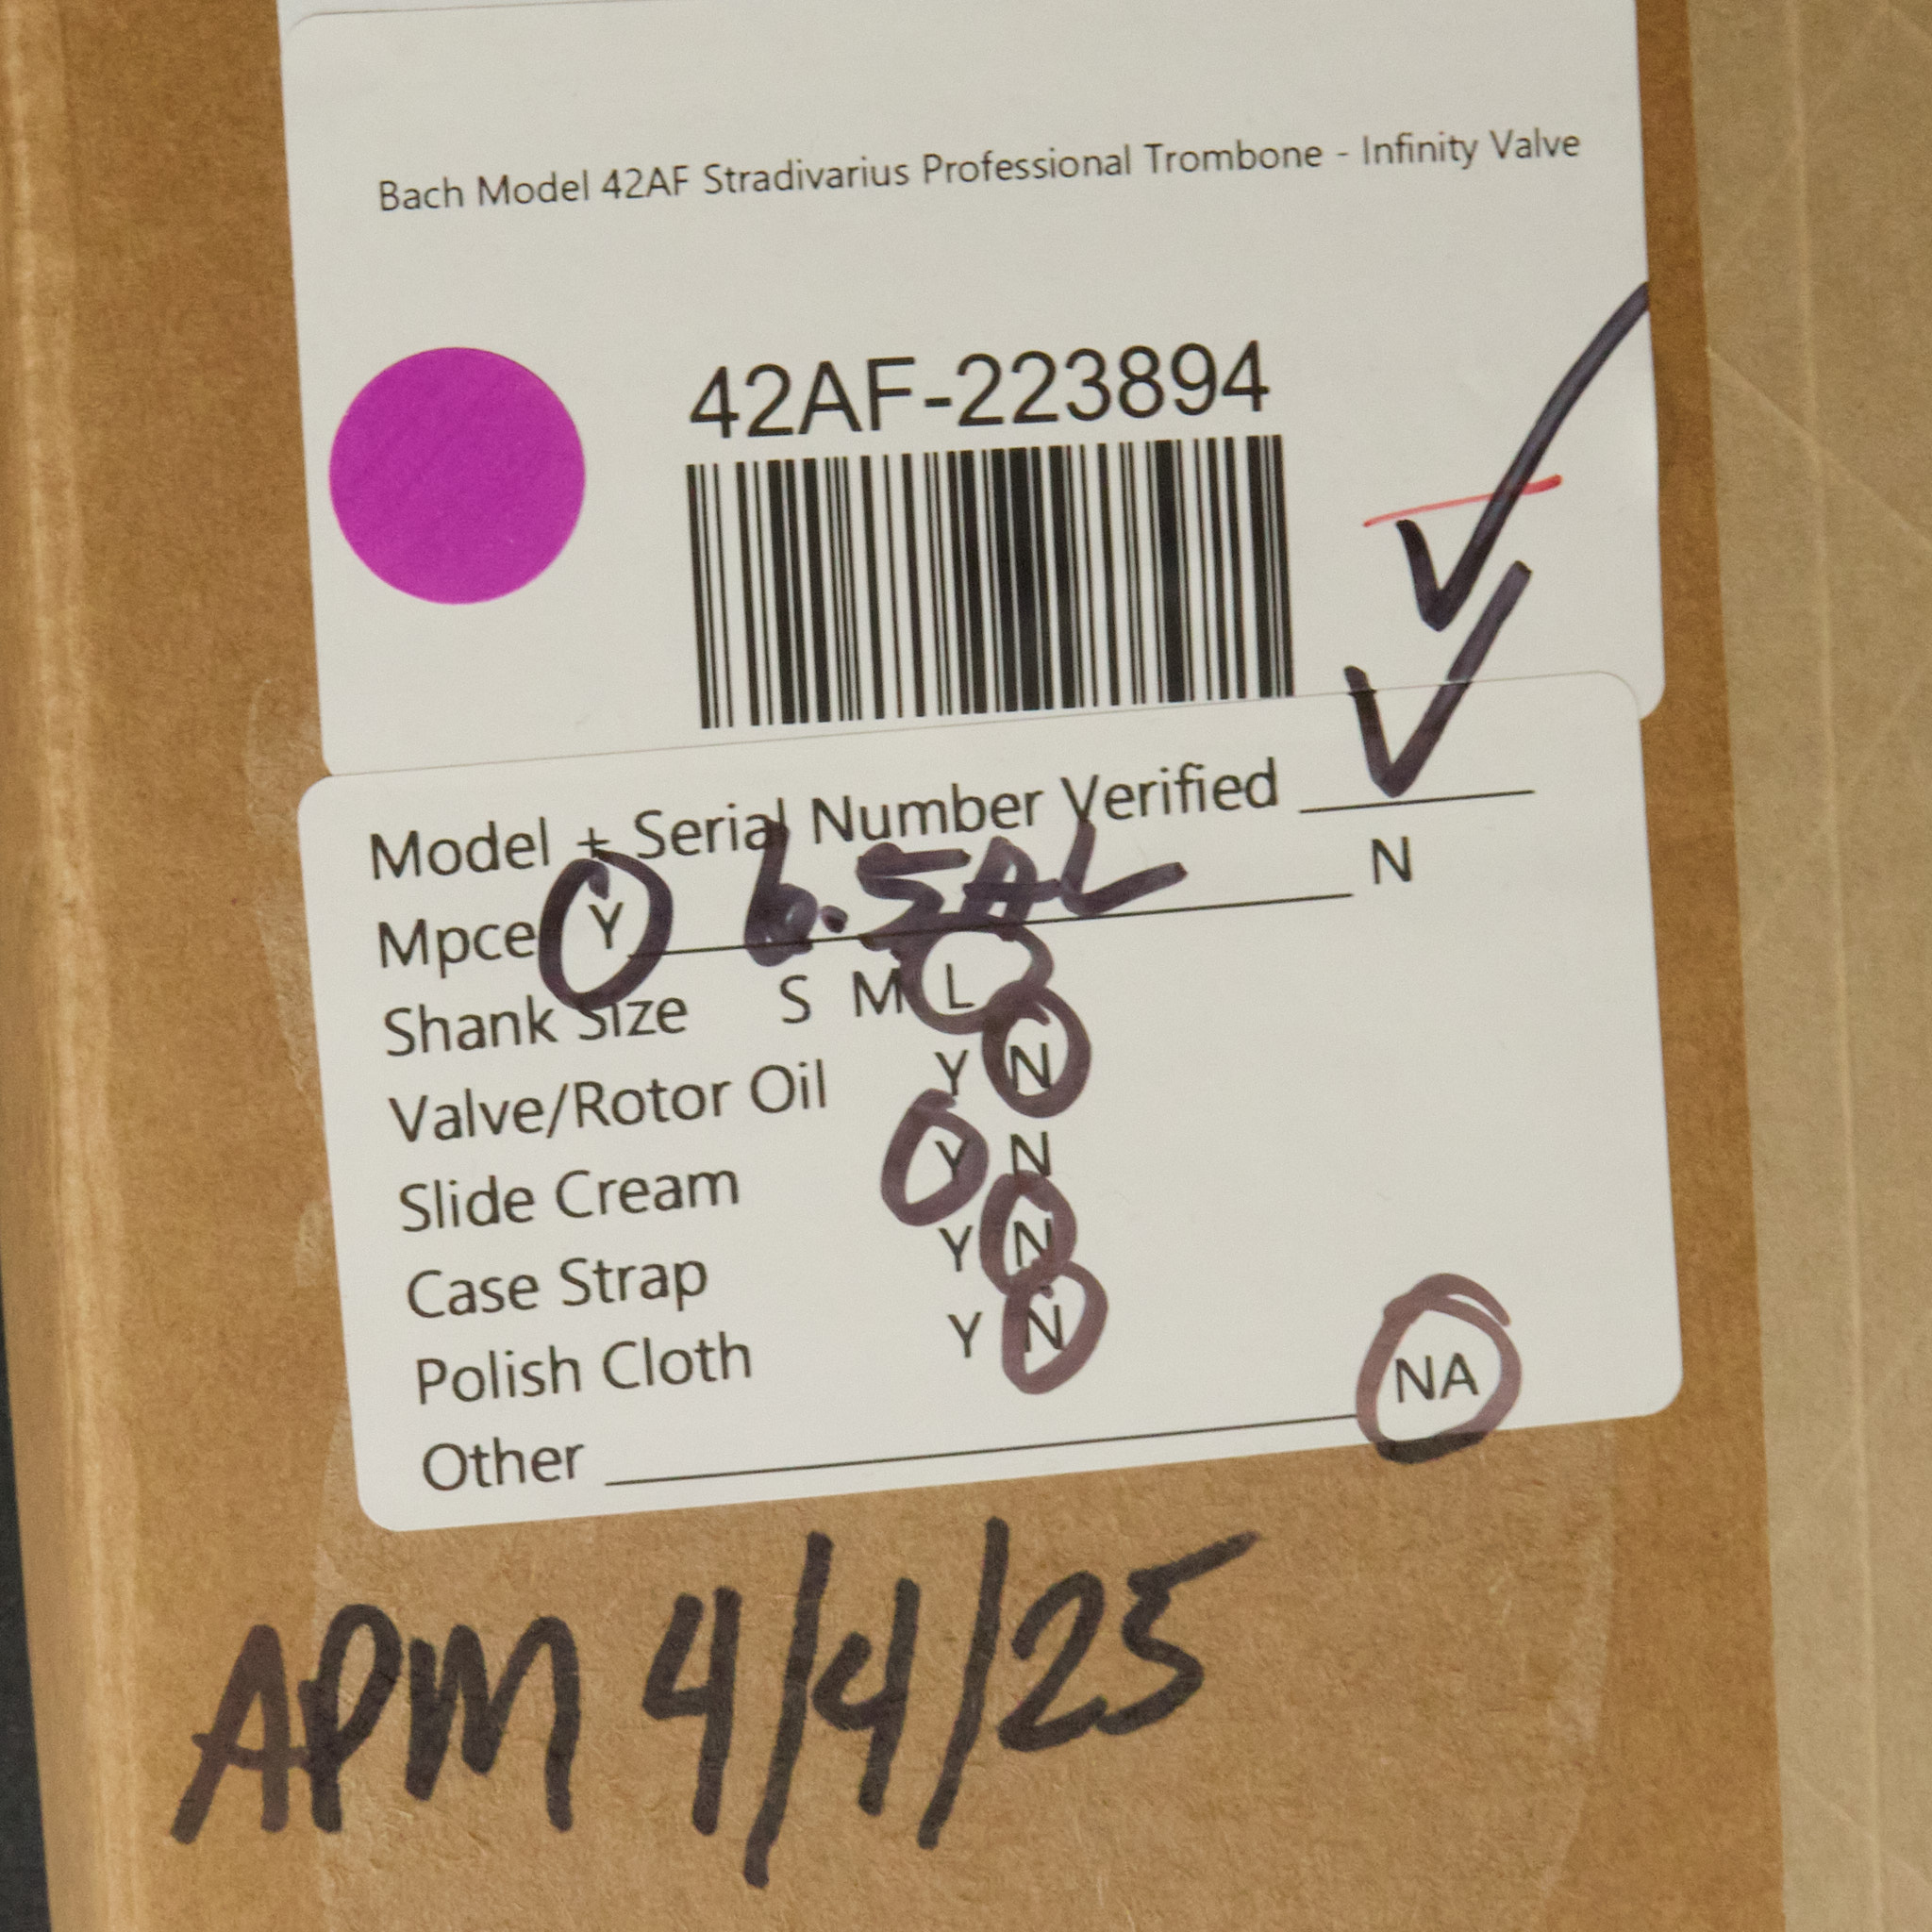 Bach Model 42AF Stradivarius Professional Trombone - Infinity Valve
42AF-223894
Model + Serial Number Verified
Mpce Y 6.5AL N
Shank Size S M L
Valve/Rotor Oil Y N
Slide Cream Y N
Case Strap Y N
Polish Cloth Y N
Other NA
APM 4/4/25